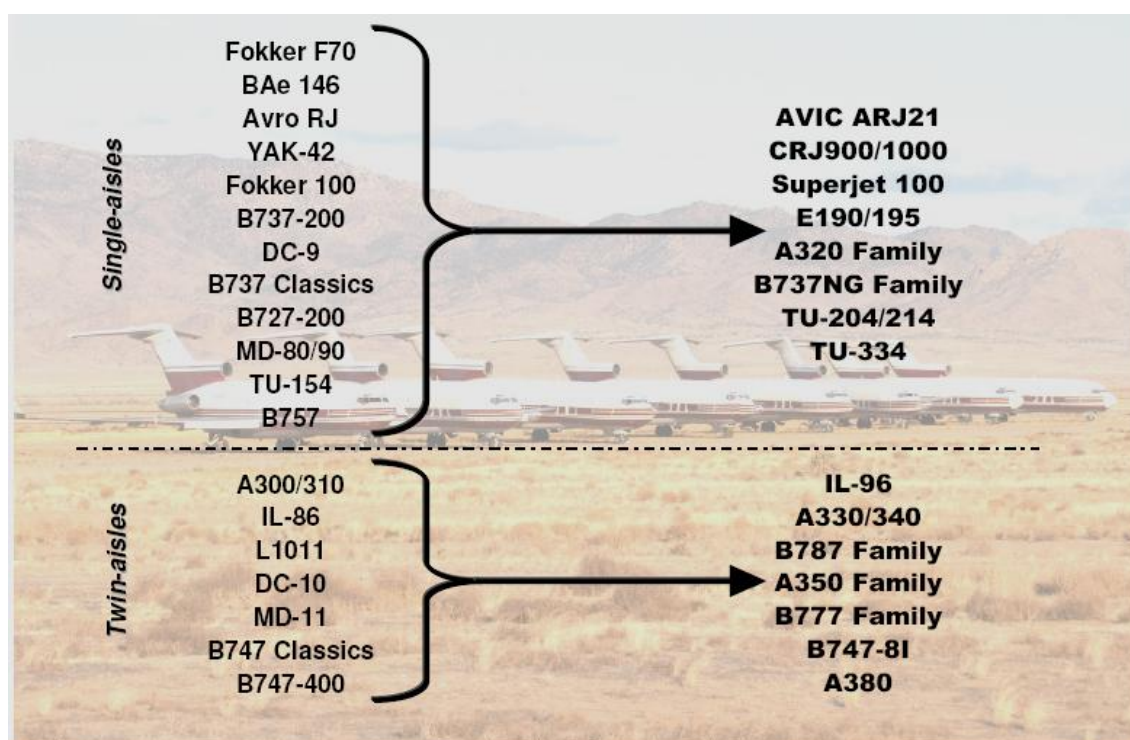 Single-aisles
Fokker F70
BAe 146
Avro RJ
YAK-42
Fokker 100
B737-200
DC-9
B737 Classics
B727-200
MD-80/90
TU-154
B757
AVIC ARJ21
CRJ900/1000
Superjet 100
E190/195
A320 Family
B737NG Family
TU-204/214
TU-334
Twin-aisles
A300/310
IL-86
L1011
DC-10
MD-11
B747 Classics
B747-400
IL-96
A330/340
B787 Family
A350 Family
B777 Family
B747-8I
A380